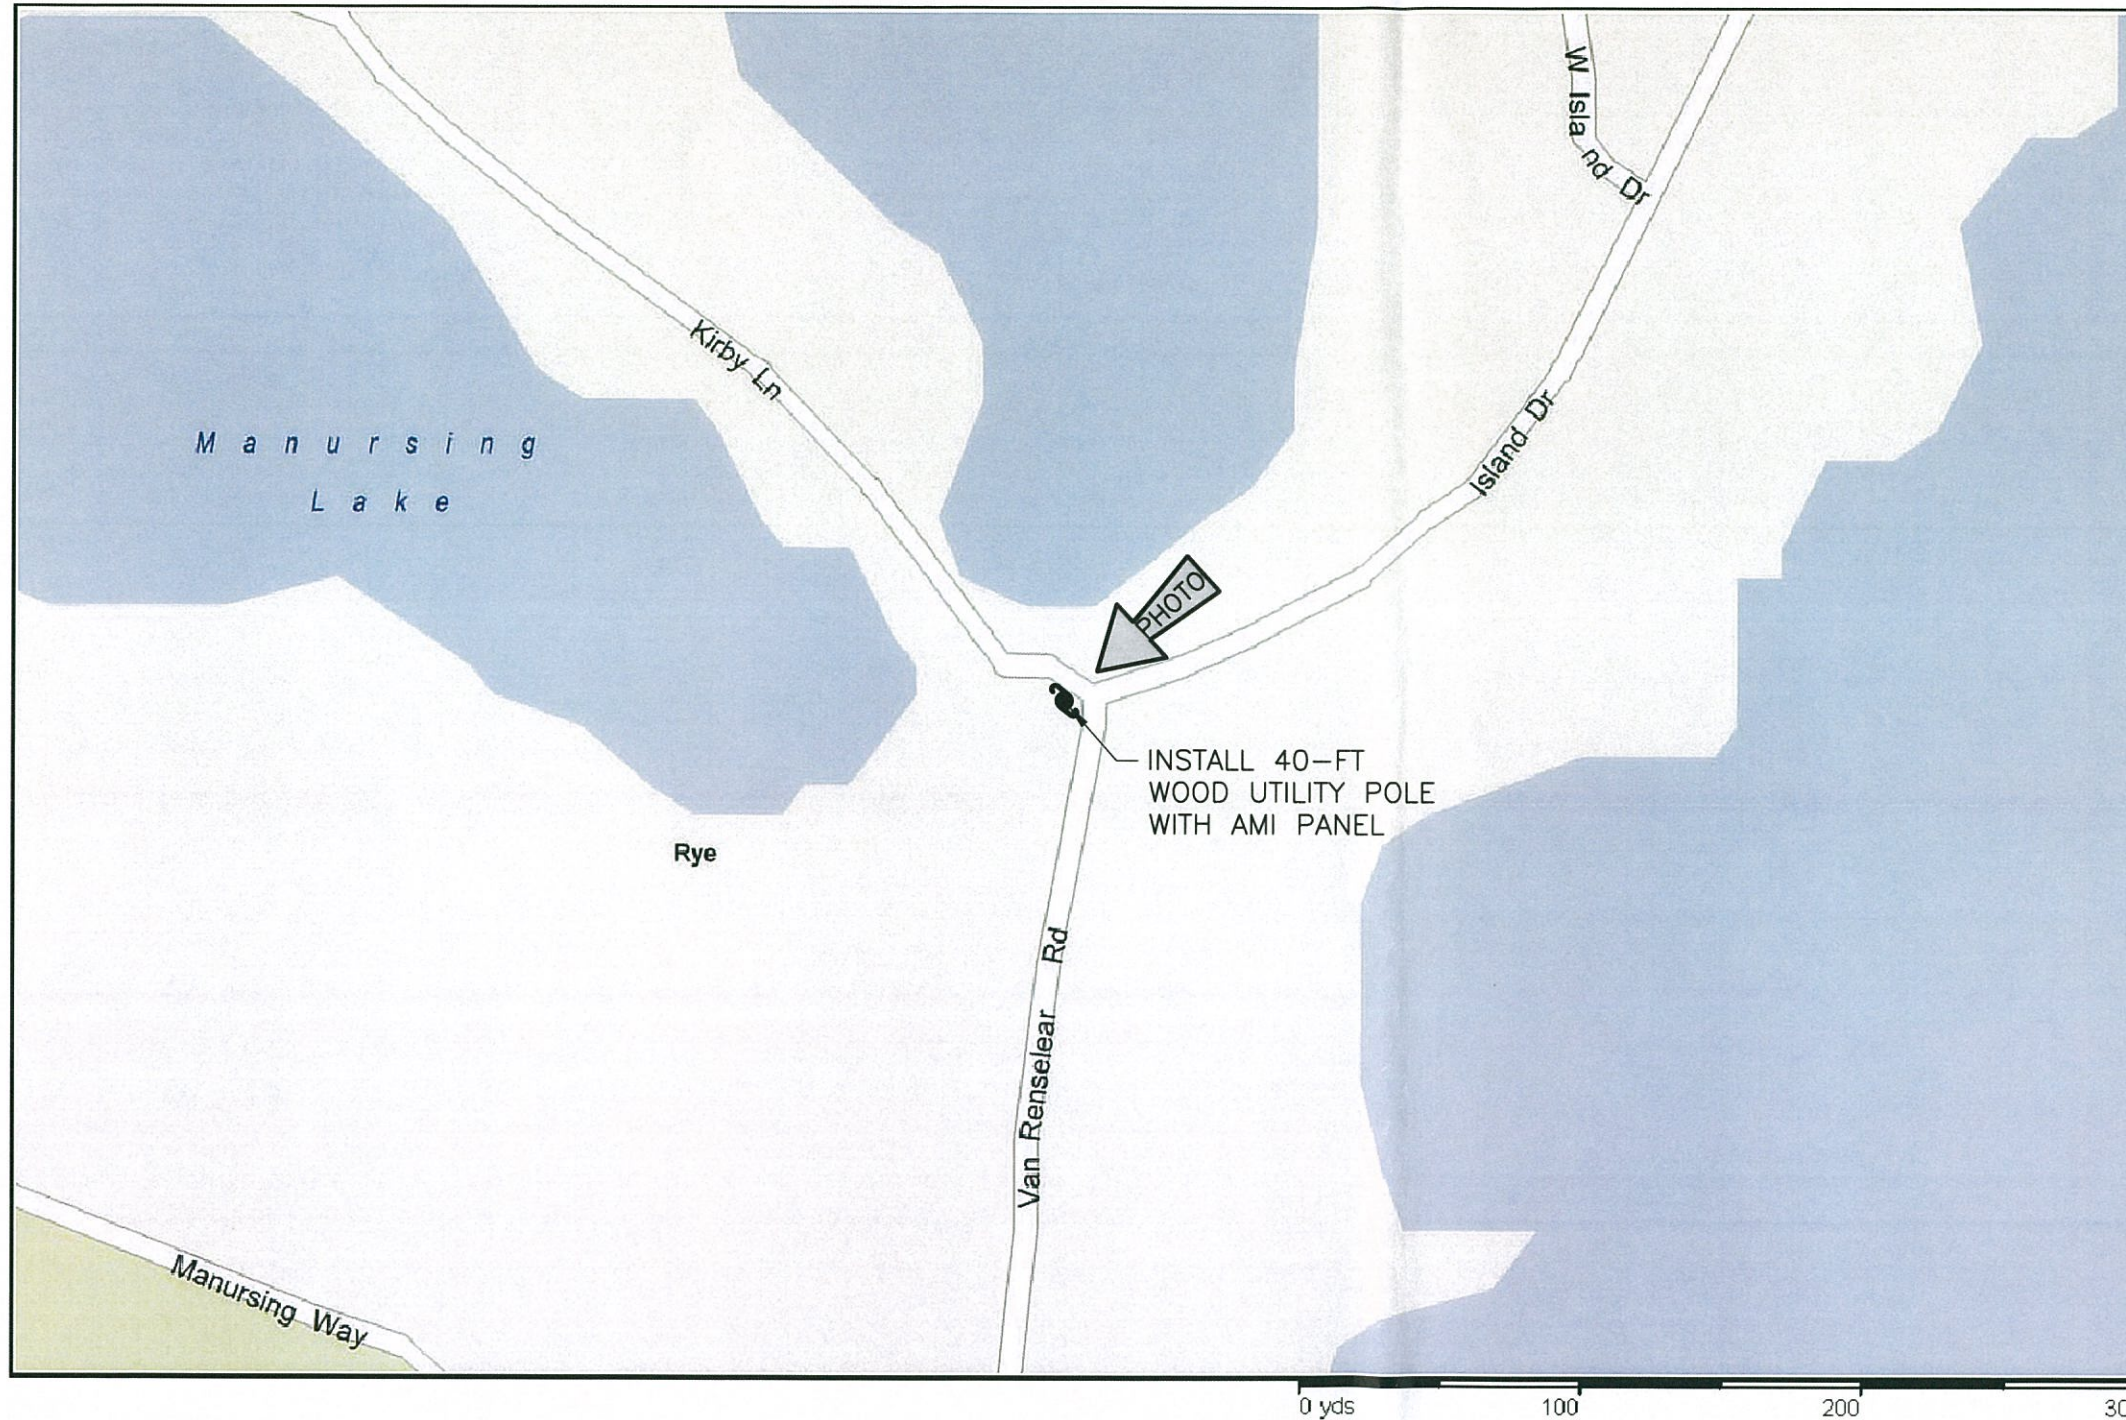 W Island Dr
Kirby Ln
Island Dr
Manursing
Lake
PHOTO
INSTALL 40-FT
WOOD UTILITY POLE
WITH AMI PANEL
Rye
Van Renselear Rd
Manursing Way
0 yds 100 200 30